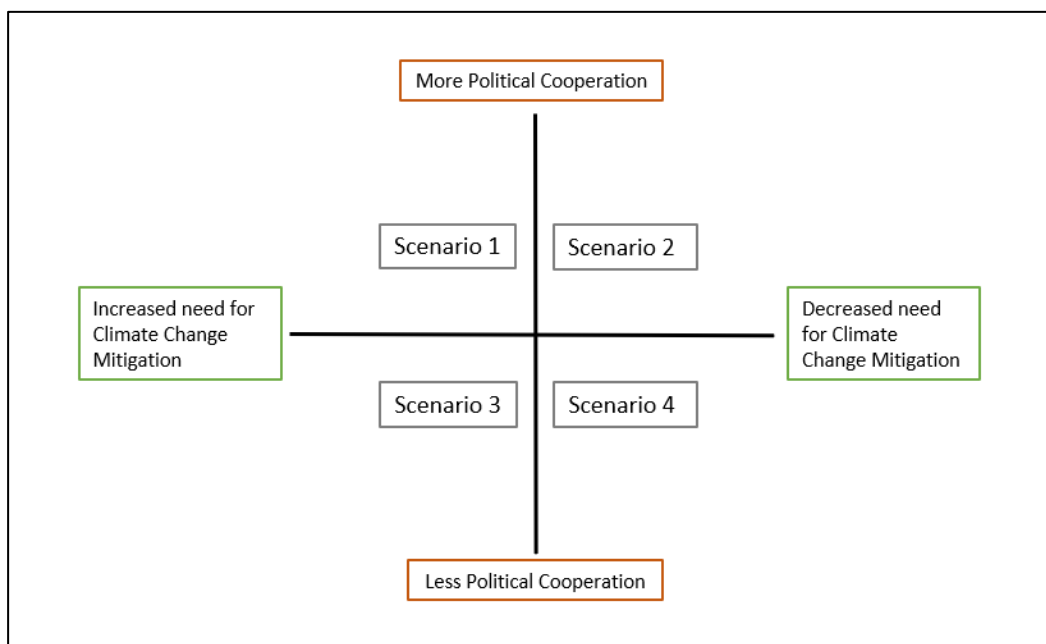 More Political Cooperation
Scenario 1
Scenario 2
Increased need for
Climate Change
Mitigation
Decreased need
for Climate
Change Mitigation
Scenario 3
Scenario 4
Less Political Cooperation